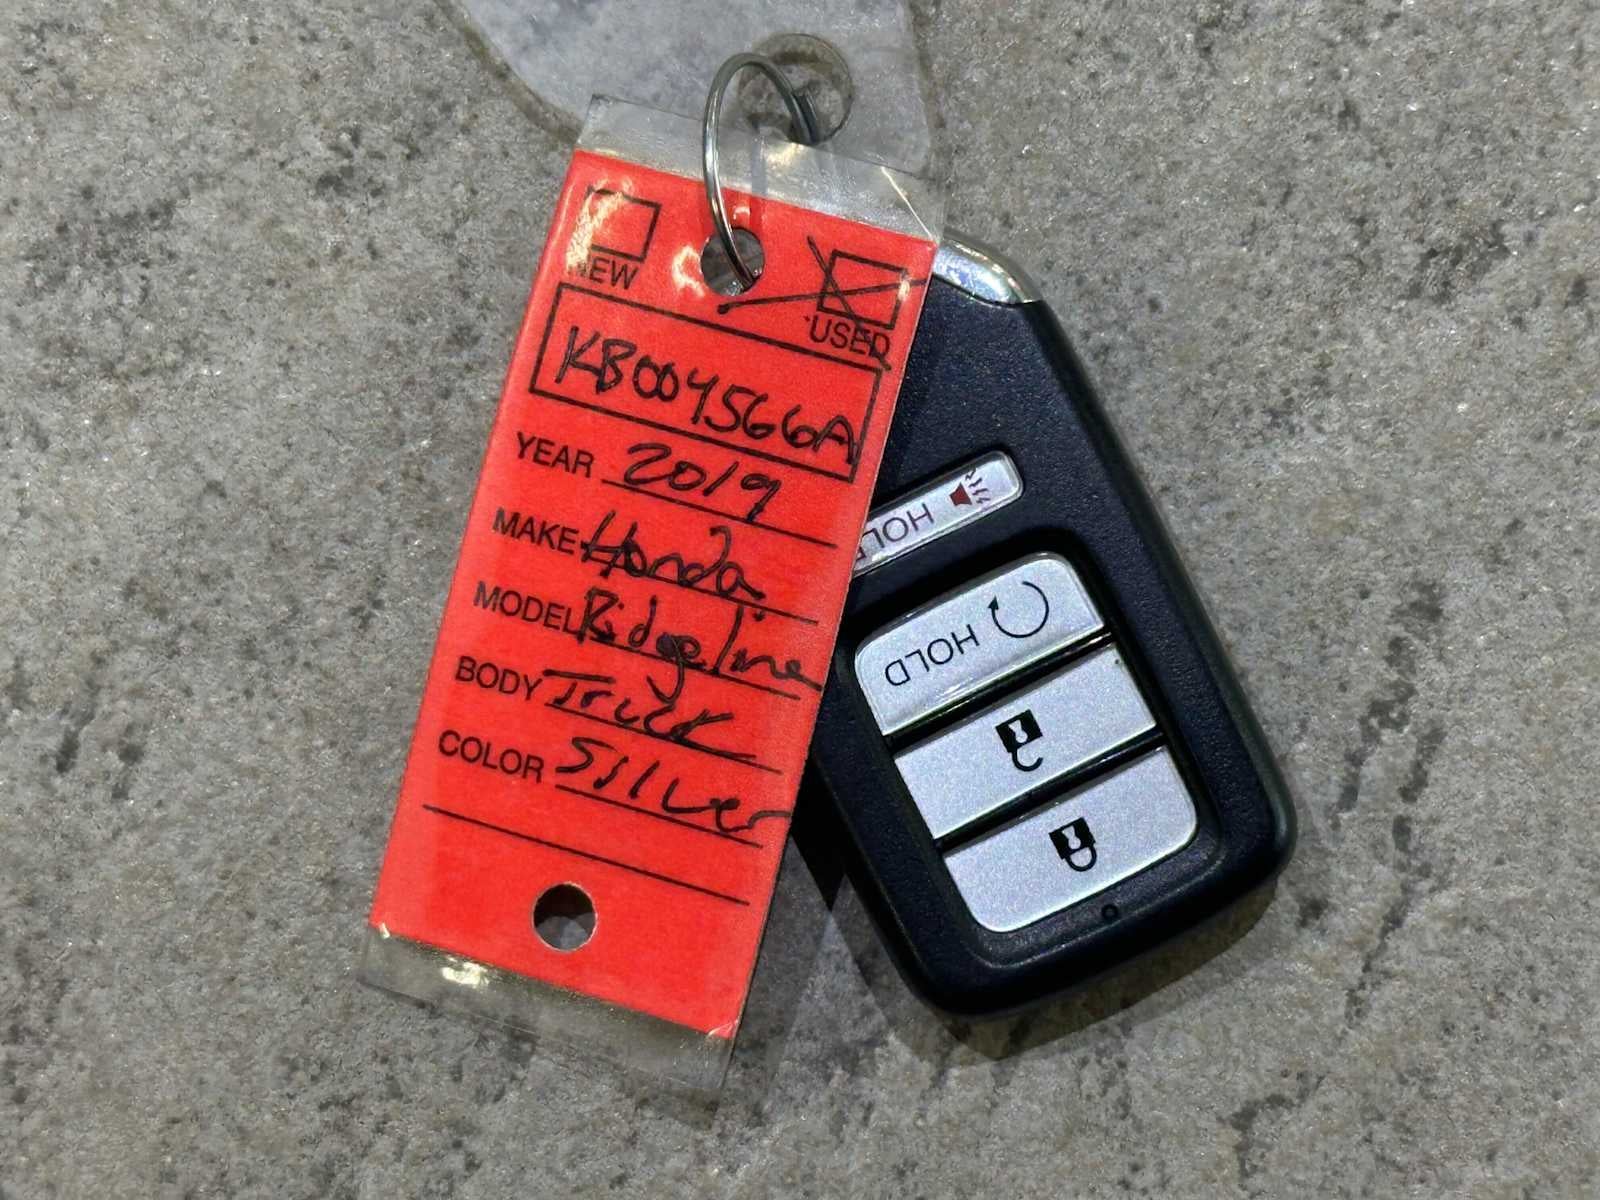 NEW
USED
KB004566A
YEAR 2019
MAKE Honda
MODEL Ridgeline
BODY Truck
COLOR Silver
HOLD
HOLD